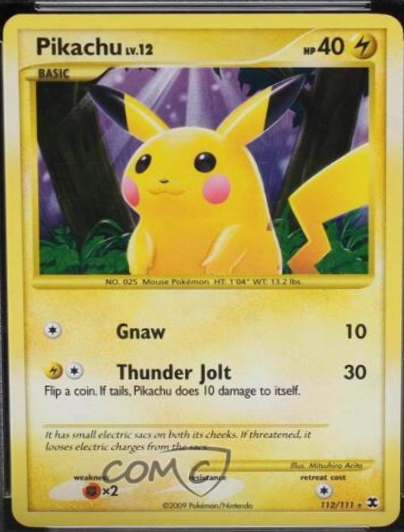 Pikachu LV.12 HP 40
BASIC
NO. 025 Mouse Pokémon HT: 1'04" WT: 13.2 lbs.
Gnaw 10
Thunder Jolt 30
Flip a coin. If tails, Pikachu does 10 damage to itself.
It has small electric sacs on both its cheeks. If threatened, it
looses electric charges from the sacs.
Illus. Mitsuhiro Arita
COMC
weakness resistance retreat cost
×2
112/111
©2009 Pokémon/Nintendo